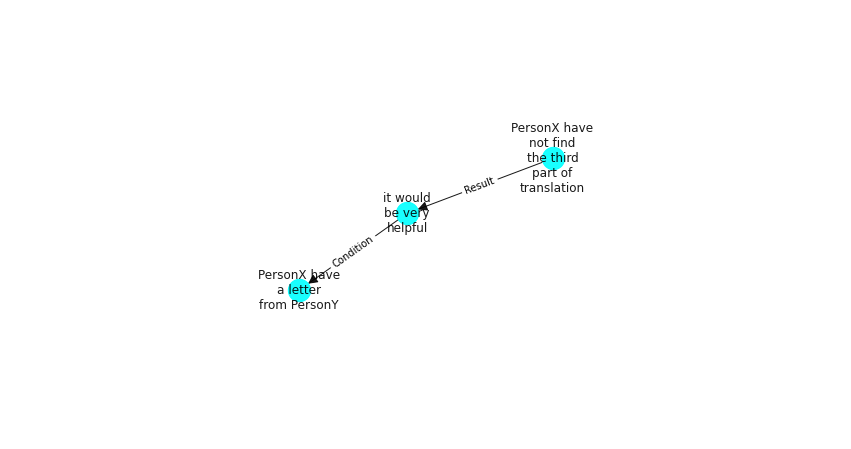 PersonX have
not find
the third
part of
translation
Result
it would
be very
helpful
Condition
PersonX have
a letter
from PersonY